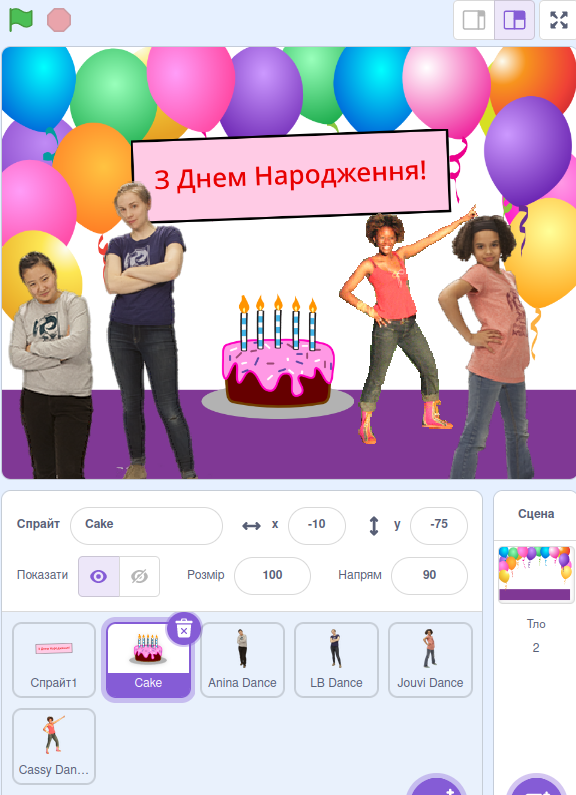 З Днем Народження!
Спрайт
Cake
x
-10
y
-75
Показати
Розмір
100
Напрям
90
Сцена
Тло
2
Спрайт1
Cake
Anina Dance
LB Dance
Jouvi Dance
Cassy Dan...